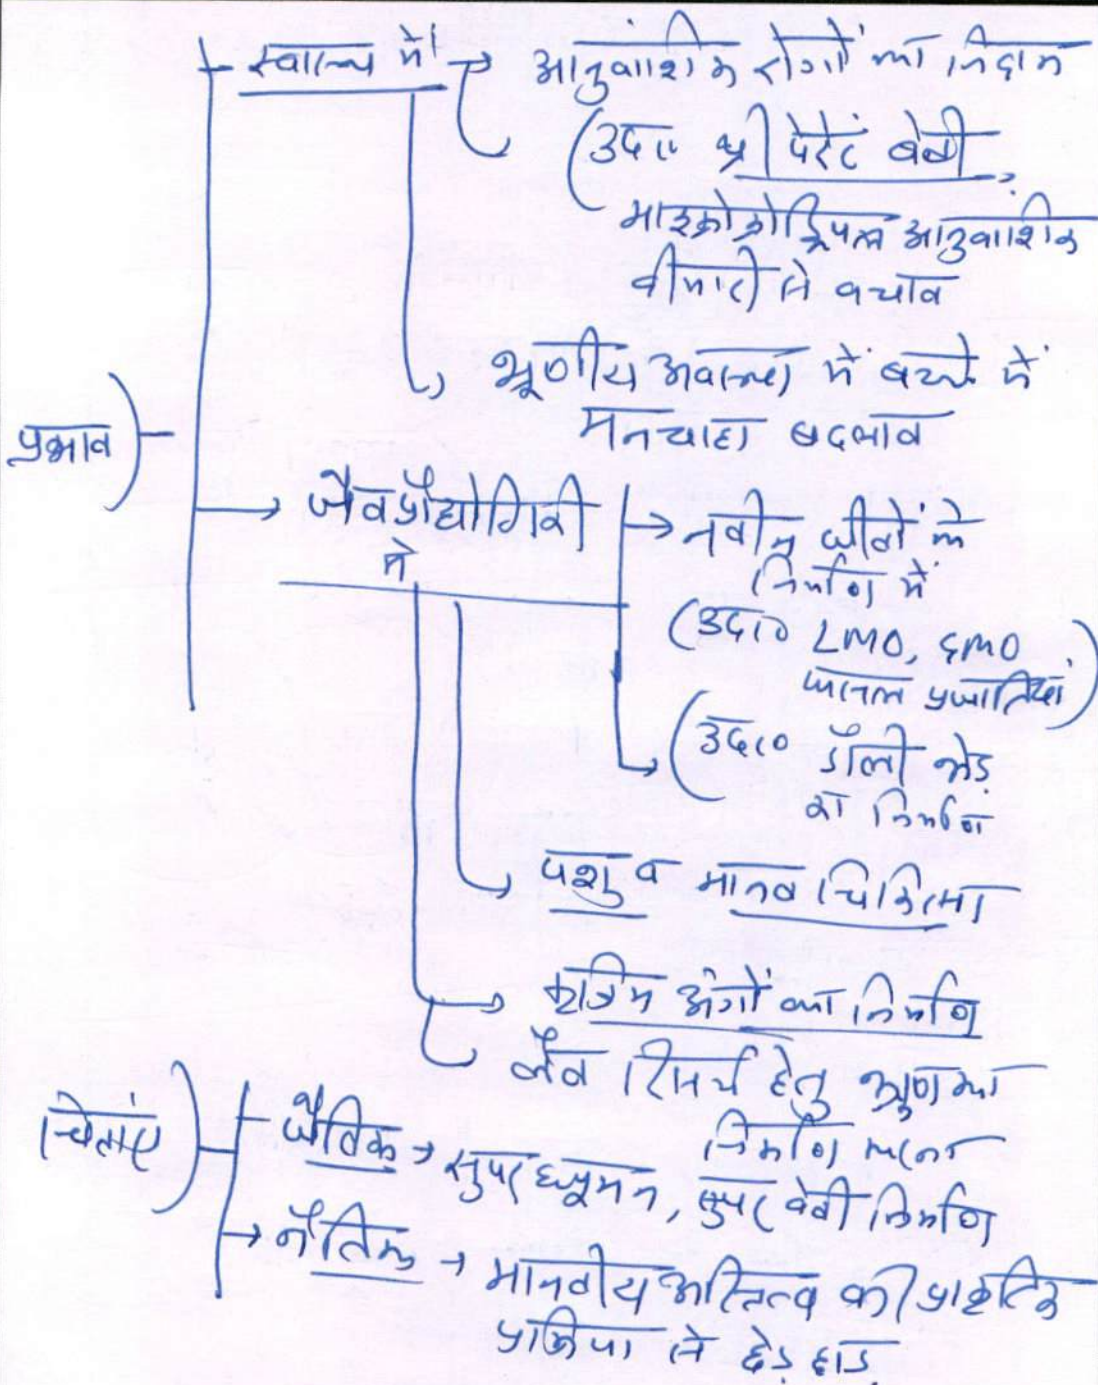 स्वास्थ्य में → आनुवांशिक रोगों का निदान
(उदा० थ्री पेरेंट बेबी →
माइक्रोकोन्ड्रियल आनुवांशिक
बीमारी से बचाव
भ्रूणीय अवस्था में बच्चे में
मनचाहा बदलाव
प्रभाव)
→ जैवप्रौद्योगिकी में
→ नवीन जीवों के
निर्माण में
(उदा० LMO, GMO
फसल प्रजातियां)
(उदा० डॉली भेड़
का निर्माण
पशु व मानव चिकित्सा
कृत्रिम अंगों का निर्माण
जैव रिसर्च हेतु भ्रूण का
निर्माण करना
चिंताएं)
जैविक → सुपर ह्यूमन, सुपर बेबी निर्माण
→ नैतिक → मानवीय अस्तित्व की प्राकृतिक
प्रक्रिया से छेड़छाड़